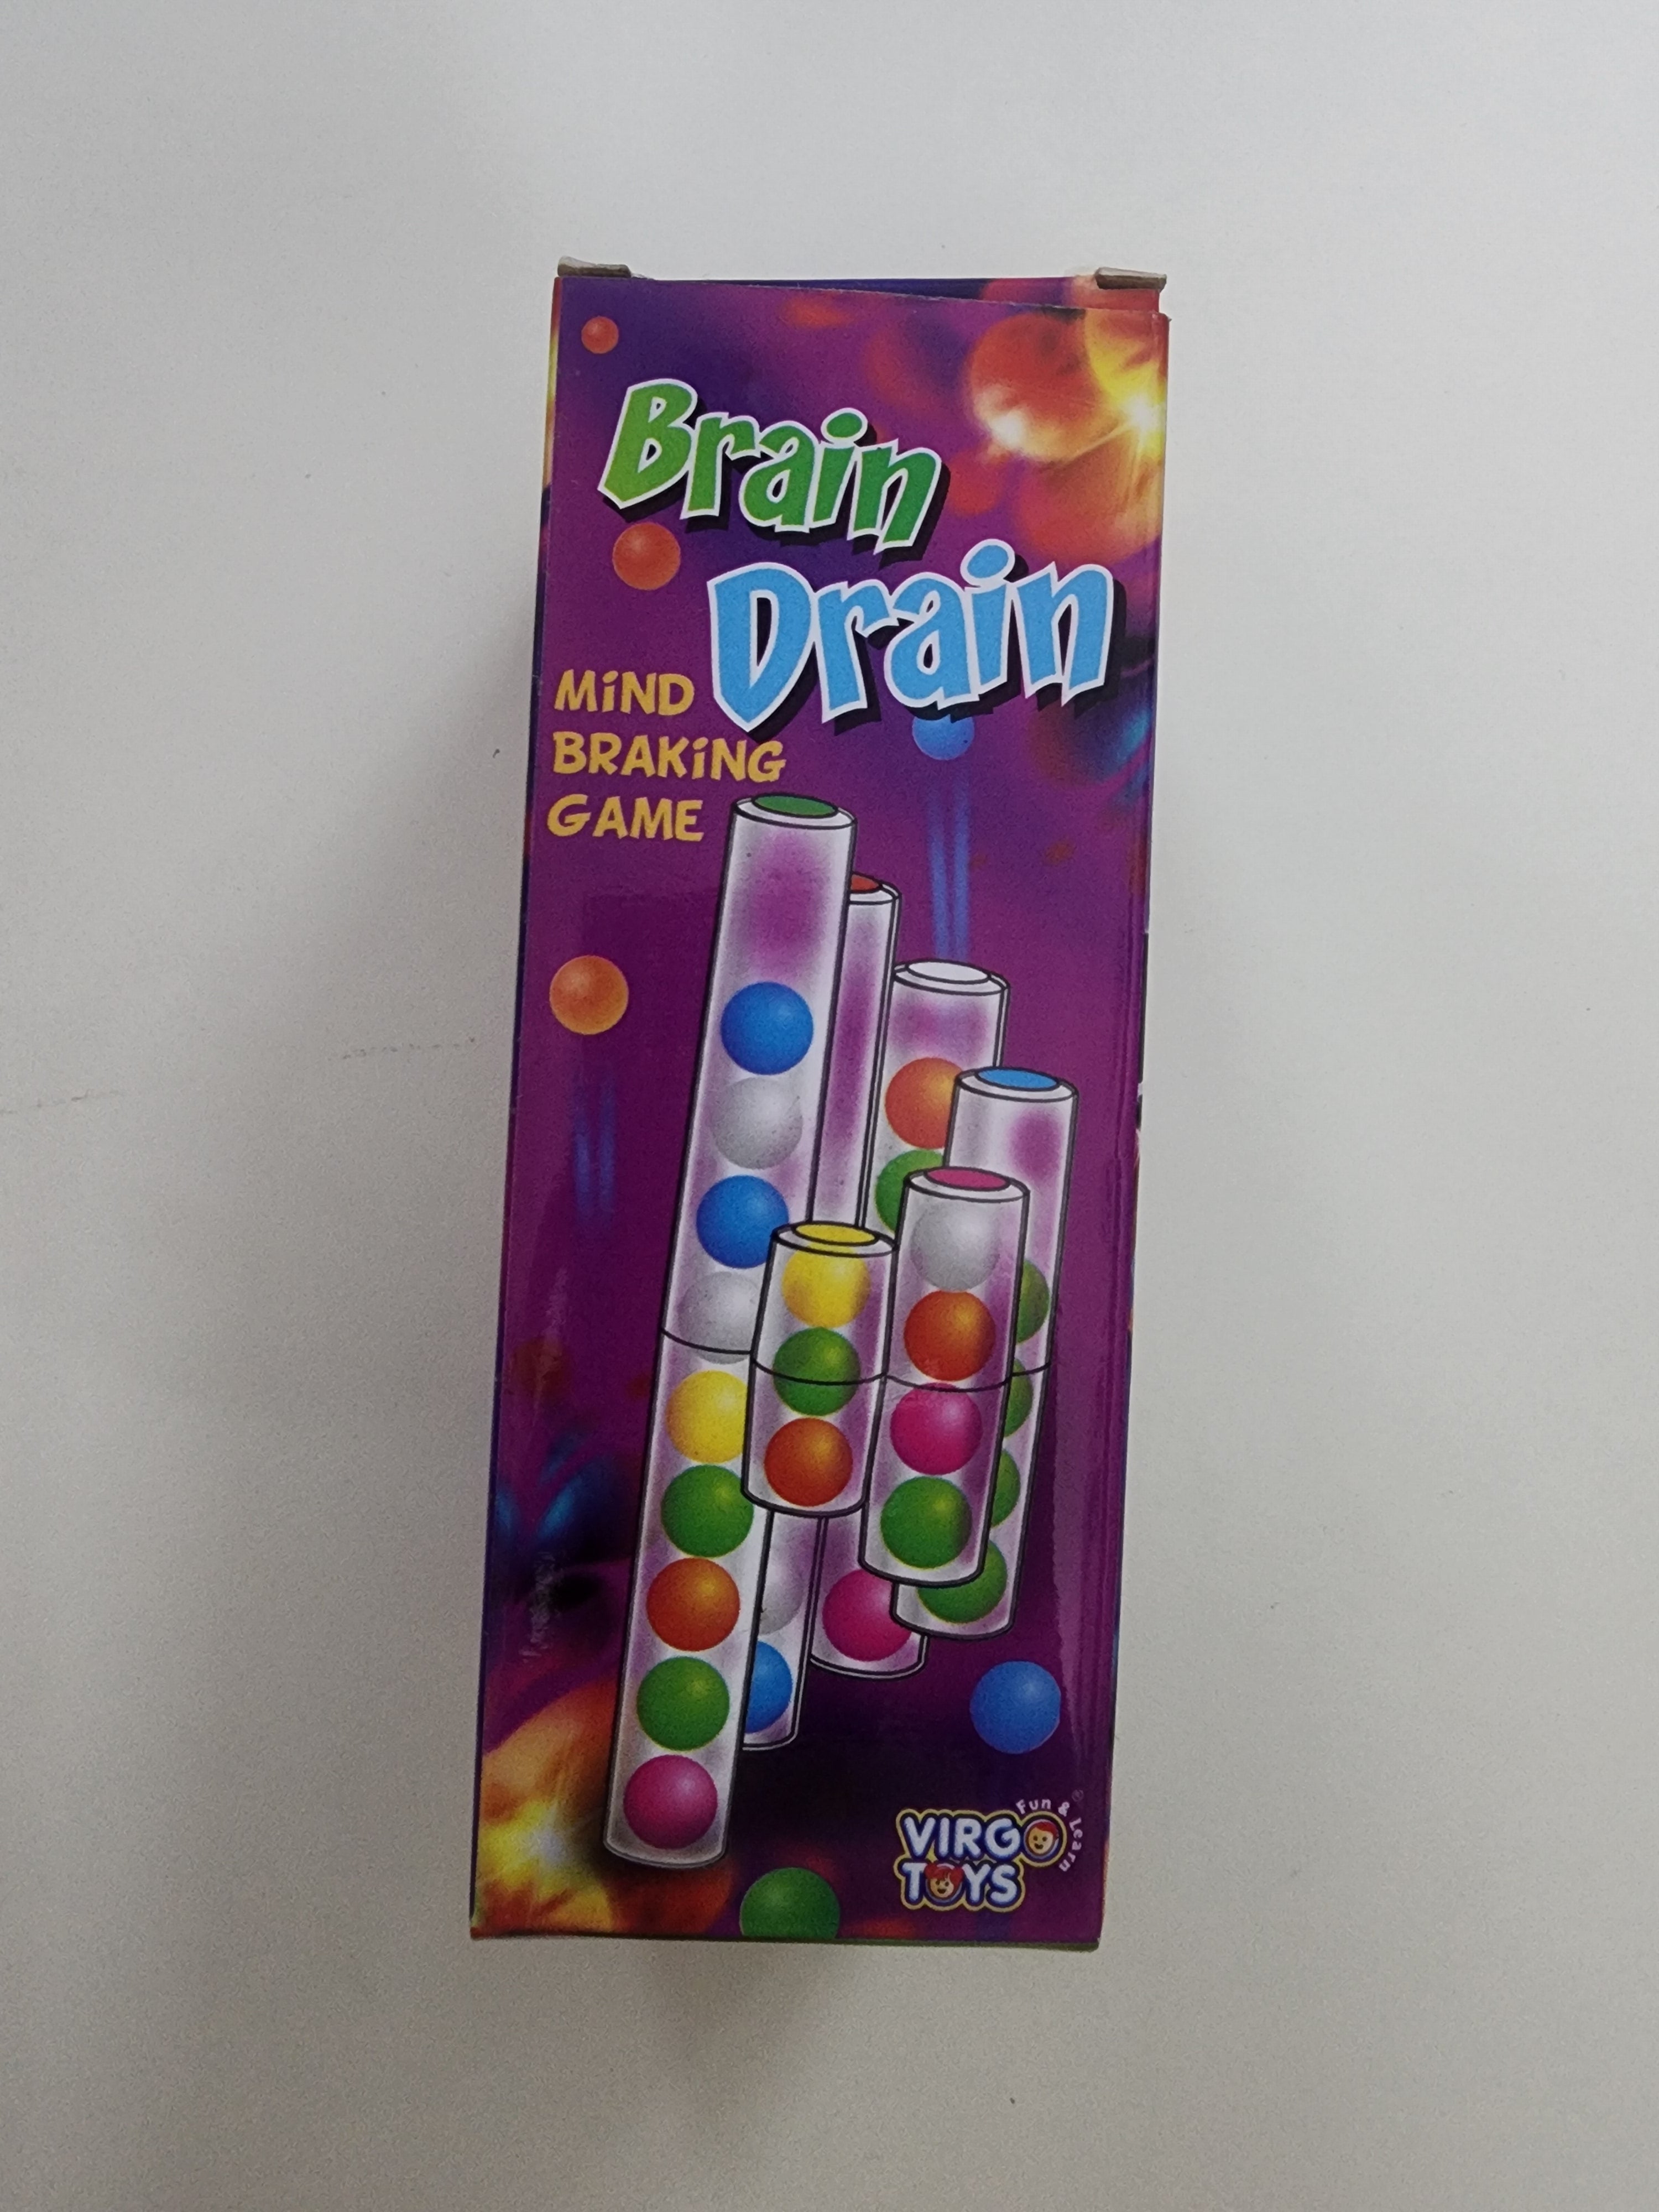 Brain
Drain
MiND
BRAKiNG
GAME
Fun & Learn
VIRGO
TOYS